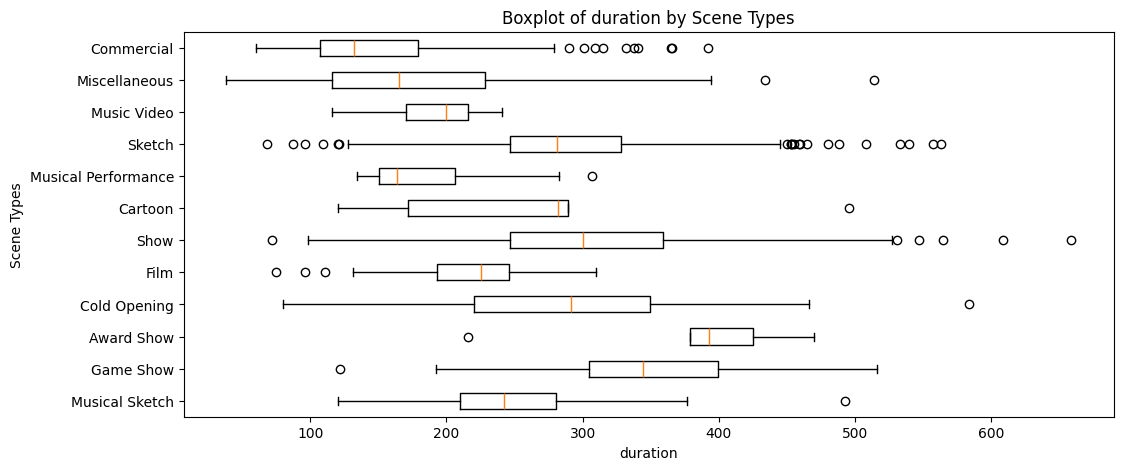 Boxplot of duration by Scene Types
Scene Types
Commercial
Miscellaneous
Music Video
Sketch
Musical Performance
Cartoon
Show
Film
Cold Opening
Award Show
Game Show
Musical Sketch
100 200 300 400 500 600
duration